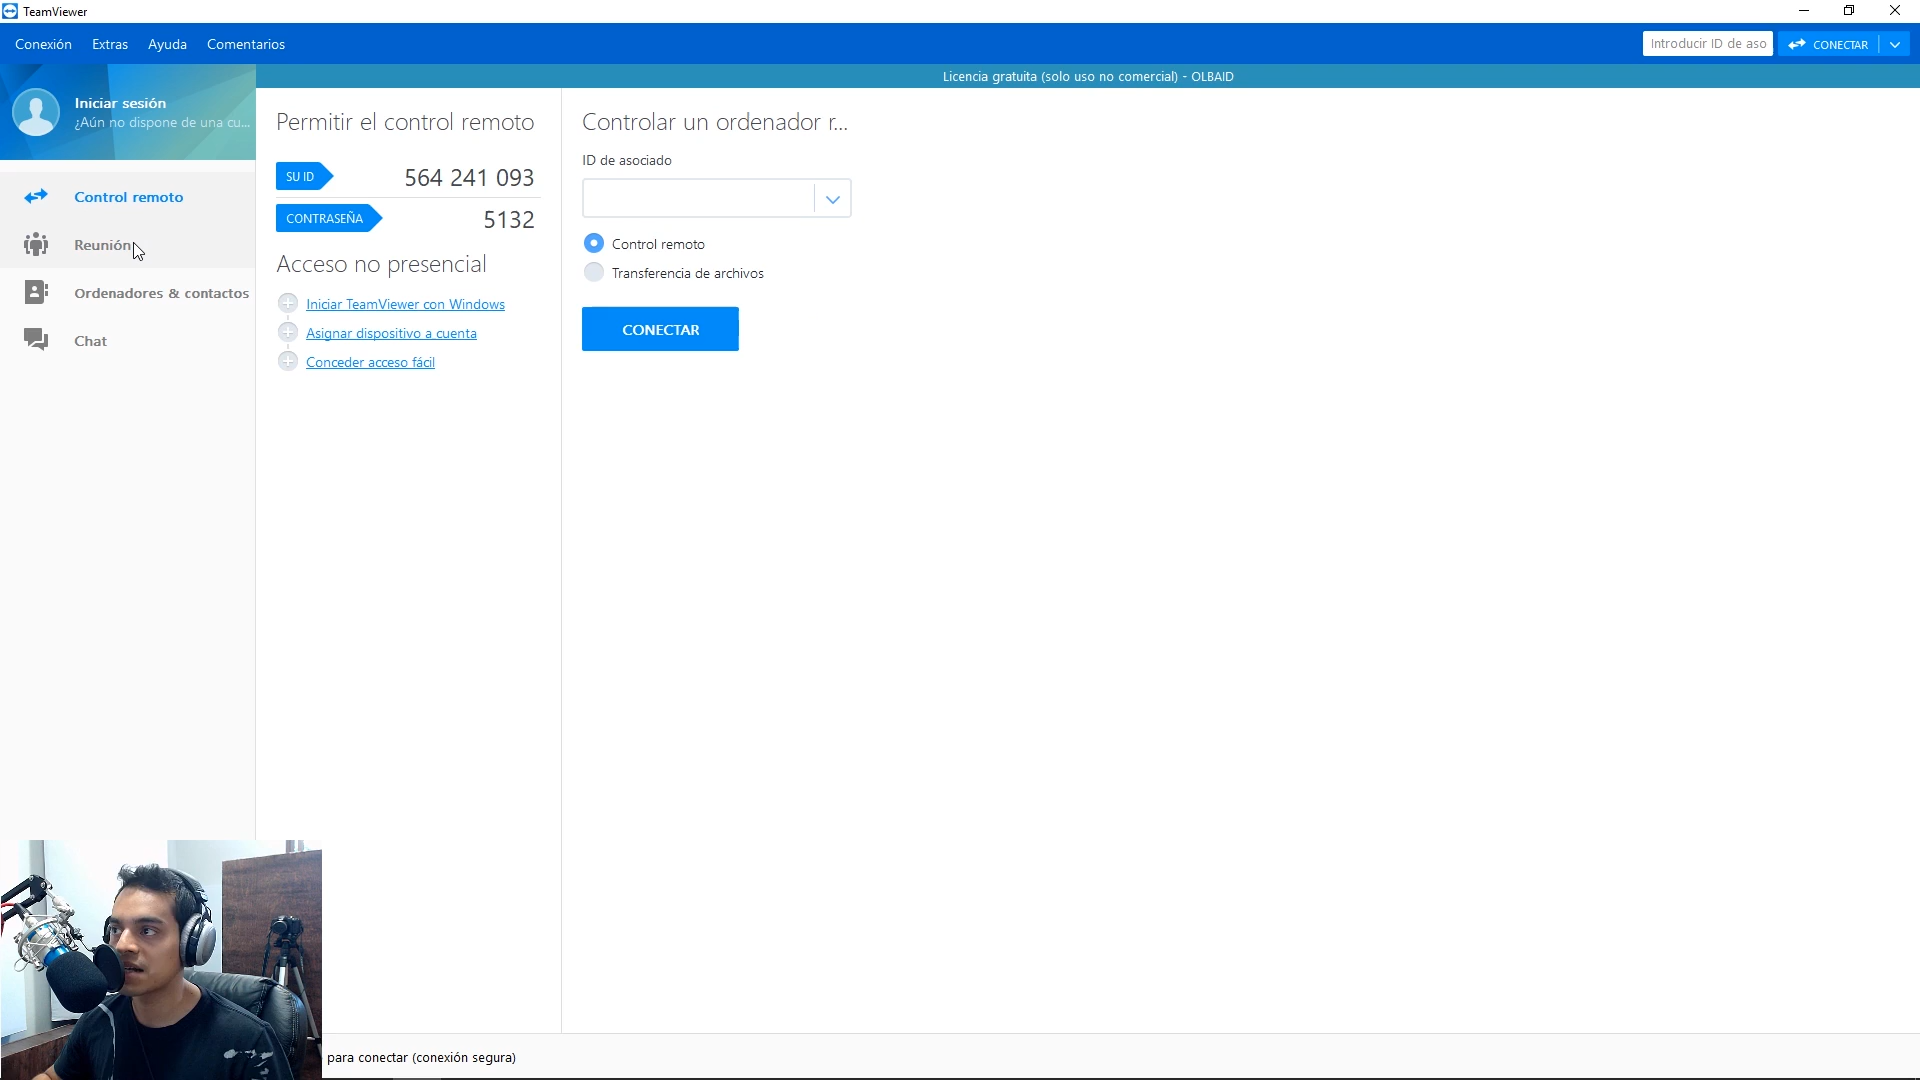 TeamViewer
Conexión Extras Ayuda Comentarios
Introducir ID de aso
CONECTAR
Licencia gratuita (solo uso no comercial) - OLBAID
Iniciar sesión
¿Aún no dispone de una cu...
Control remoto
Reunión
Ordenadores & contactos
Chat
Permitir el control remoto
SU ID 564 241 093
CONTRASEÑA 5132
Acceso no presencial
Iniciar TeamViewer con Windows
Asignar dispositivo a cuenta
Conceder acceso fácil
Controlar un ordenador r...
ID de asociado
Control remoto
Transferencia de archivos
CONECTAR
para conectar (conexión segura)